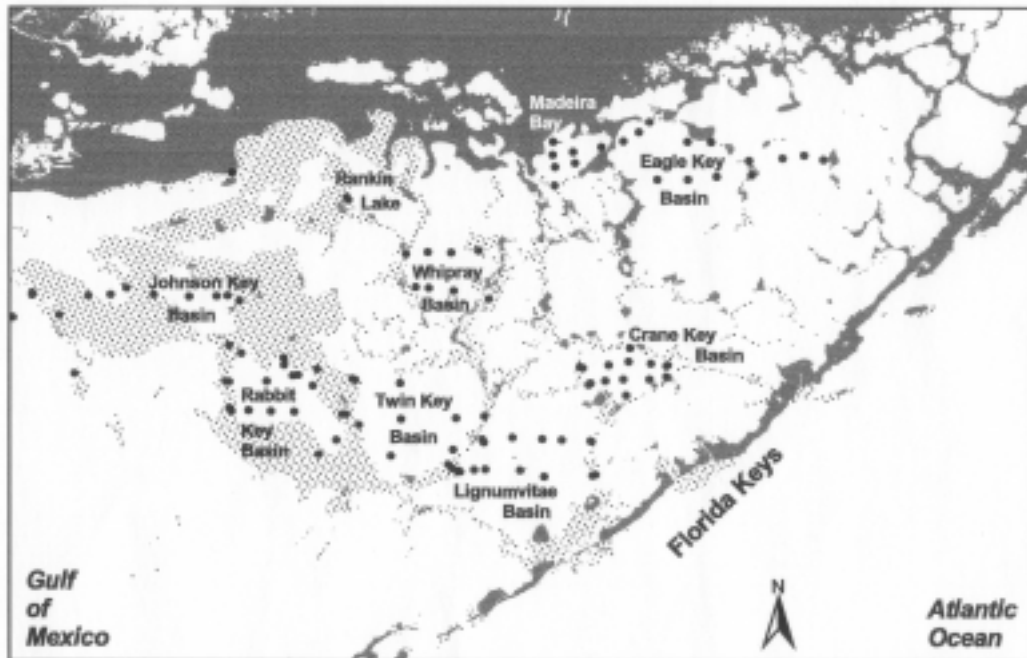 Madeira
Bay
Eagle Key
Basin
Rankin
Lake
Whipray
Basin
Johnson Key
Basin
Crane Key
Basin
Rabbit
Key
Basin
Twin Key
Basin
Lignumvitae
Basin
Florida Keys
Gulf
of
Mexico
N
Atlantic
Ocean